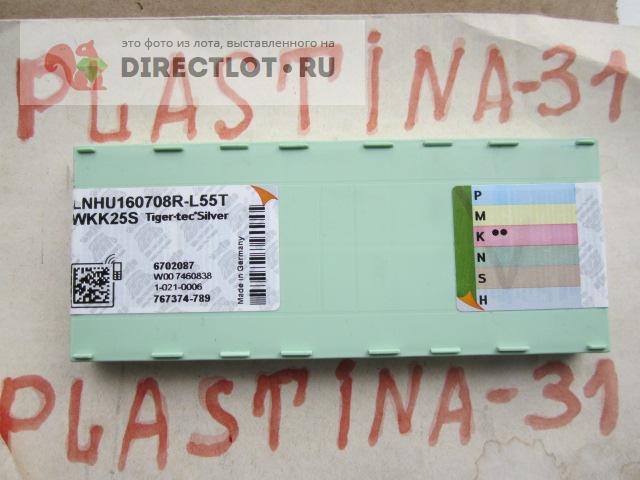 это фото из лота, выставленного на
DIRECTLOT.RU
PLASTINA-31
LNHU160708R-L55T
WKK25S Tiger·tec®Silver
6702087
W00 7460838
1-021-0006
767374-789
Made in Germany
P
M
K ●●
N
S
H
PLASTINA-31